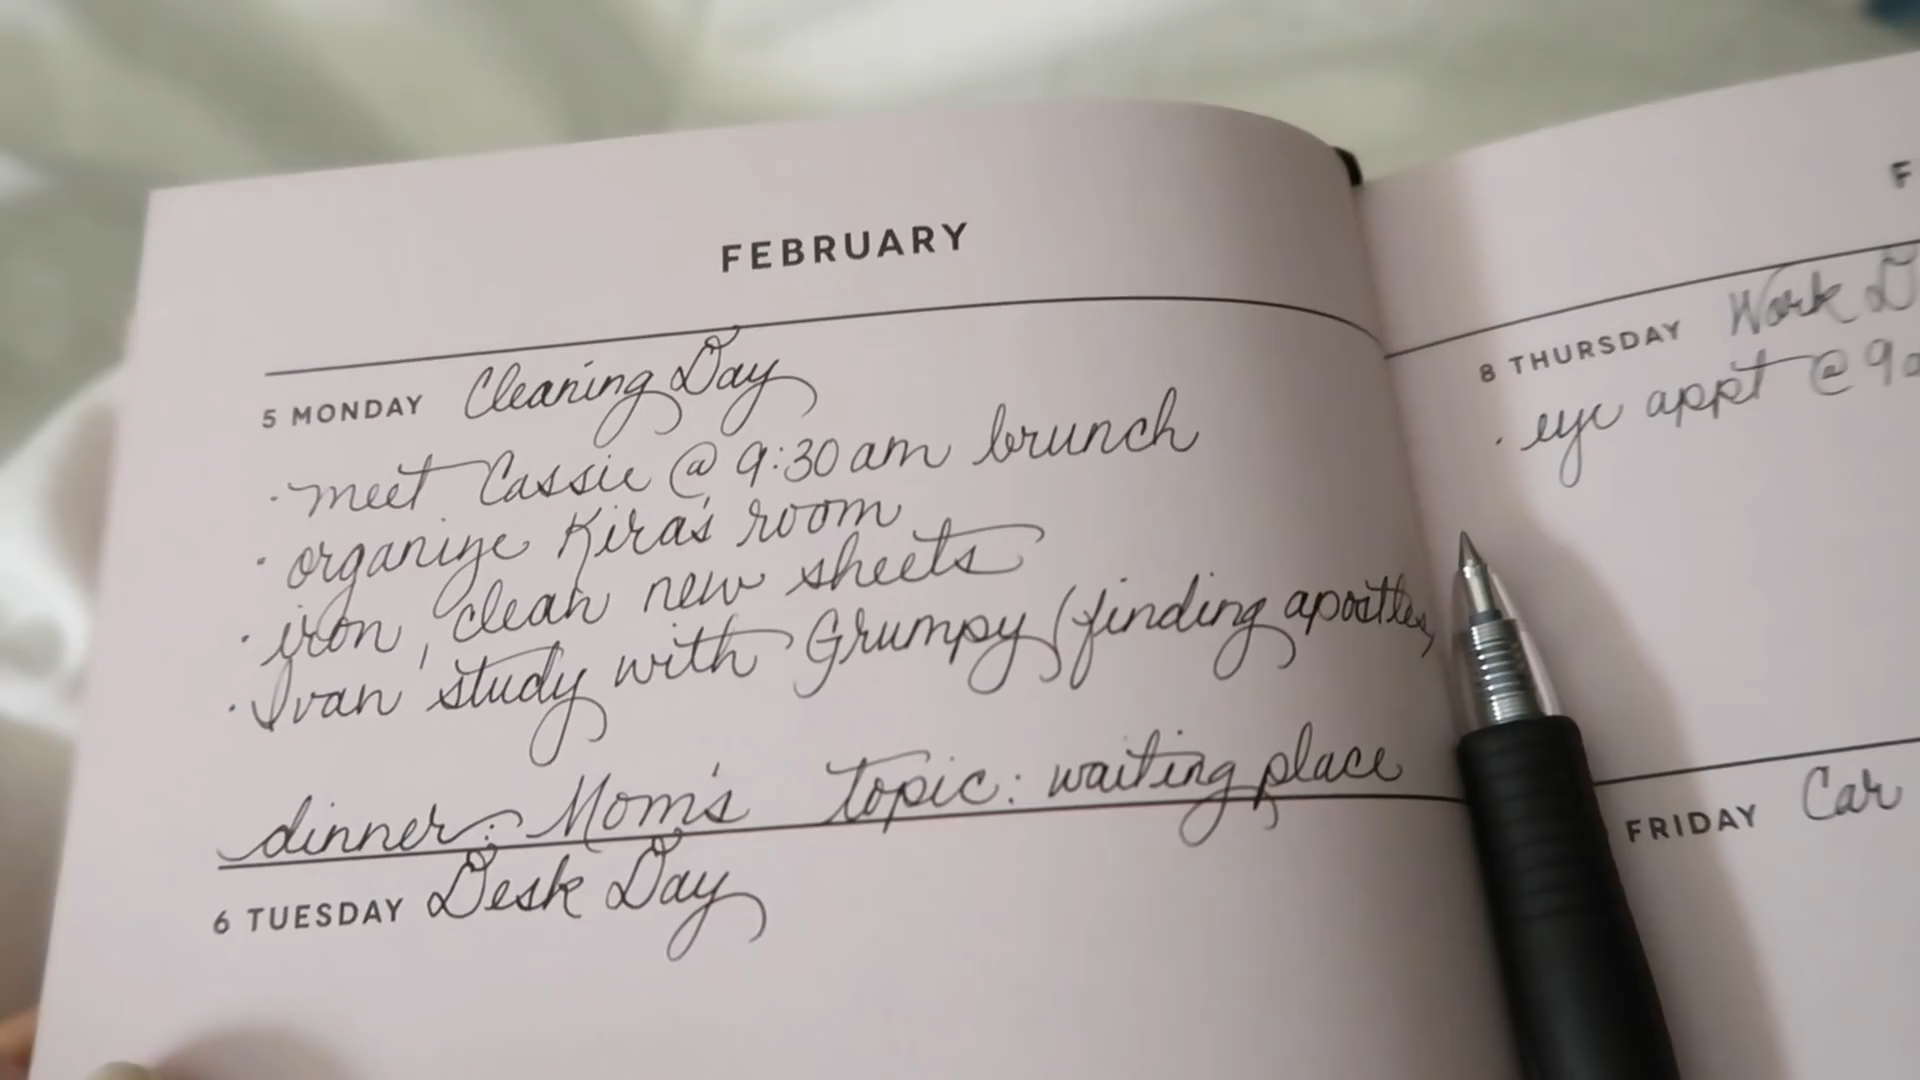 FEBRUARY
5 MONDAY Cleaning Day
· meet Cassie @ 9:30 am brunch
· organize Kira's room
· iron, clean new sheets
· Ivan study with Grumpy (finding apostles)
dinner: Mom's topic: waiting place
6 TUESDAY Desk Day
8 THURSDAY Work
· eye appt @ 9
FRIDAY Car